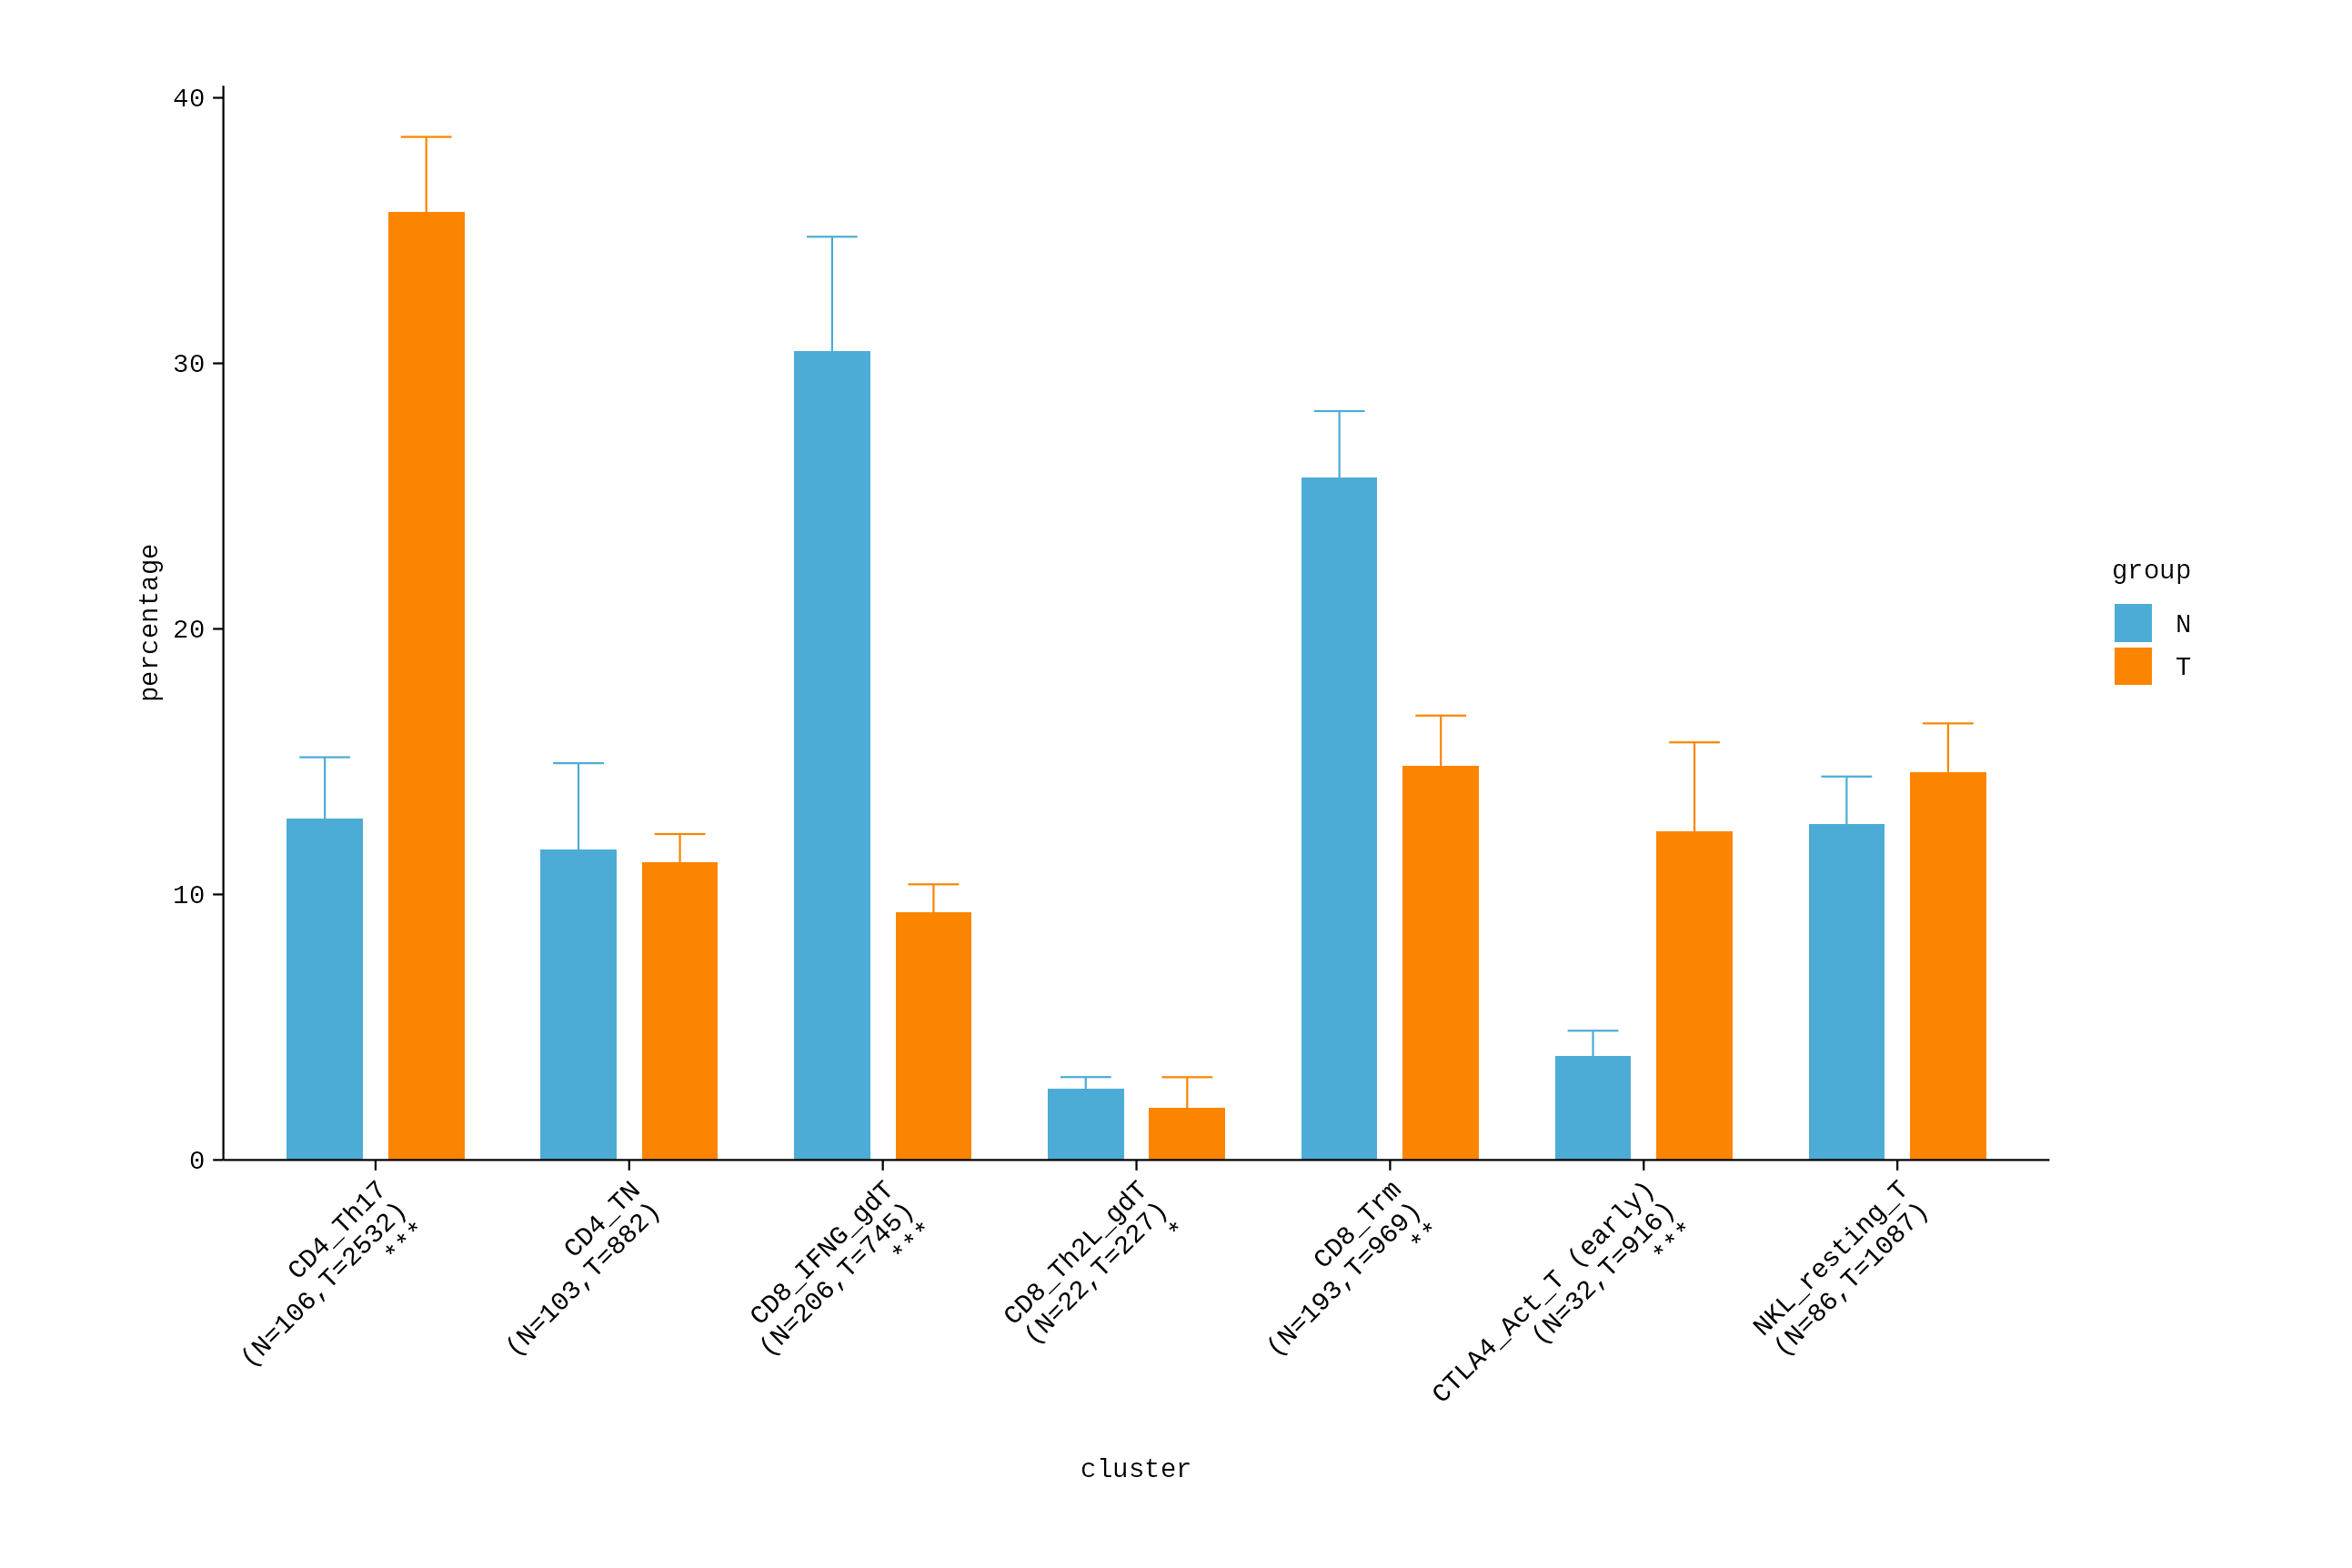 40
30
20
10
0
percentage
CD4_Th17
(N=106,T=2532)
***
CD4_TN
(N=103,T=882)
CD8_IFNG_gdT
(N=206,T=745)
***
CD8_Th2L_gdT
(N=22,T=227)
*
CD8_Trm
(N=193,T=969)
**
CTLA4_Act_T (early)
(N=32,T=916)
***
NKL_resting_T
(N=86,T=1087)
cluster
group
N
T